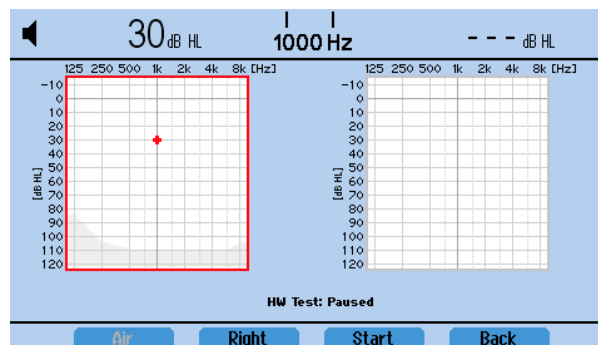 30 dB HL 1000 Hz - - - dB HL
125 250 500 1k 2k 4k 8k [Hz] 125 250 500 1k 2k 4k 8k [Hz]
-10 -10
0 0
10 10
20 20
30 30
40 40
50 50
60 60
70 70
80 80
90 90
100 100
110 110
120 120
[dB HL] [dB HL]
HW Test: Paused
Air Right Start Back